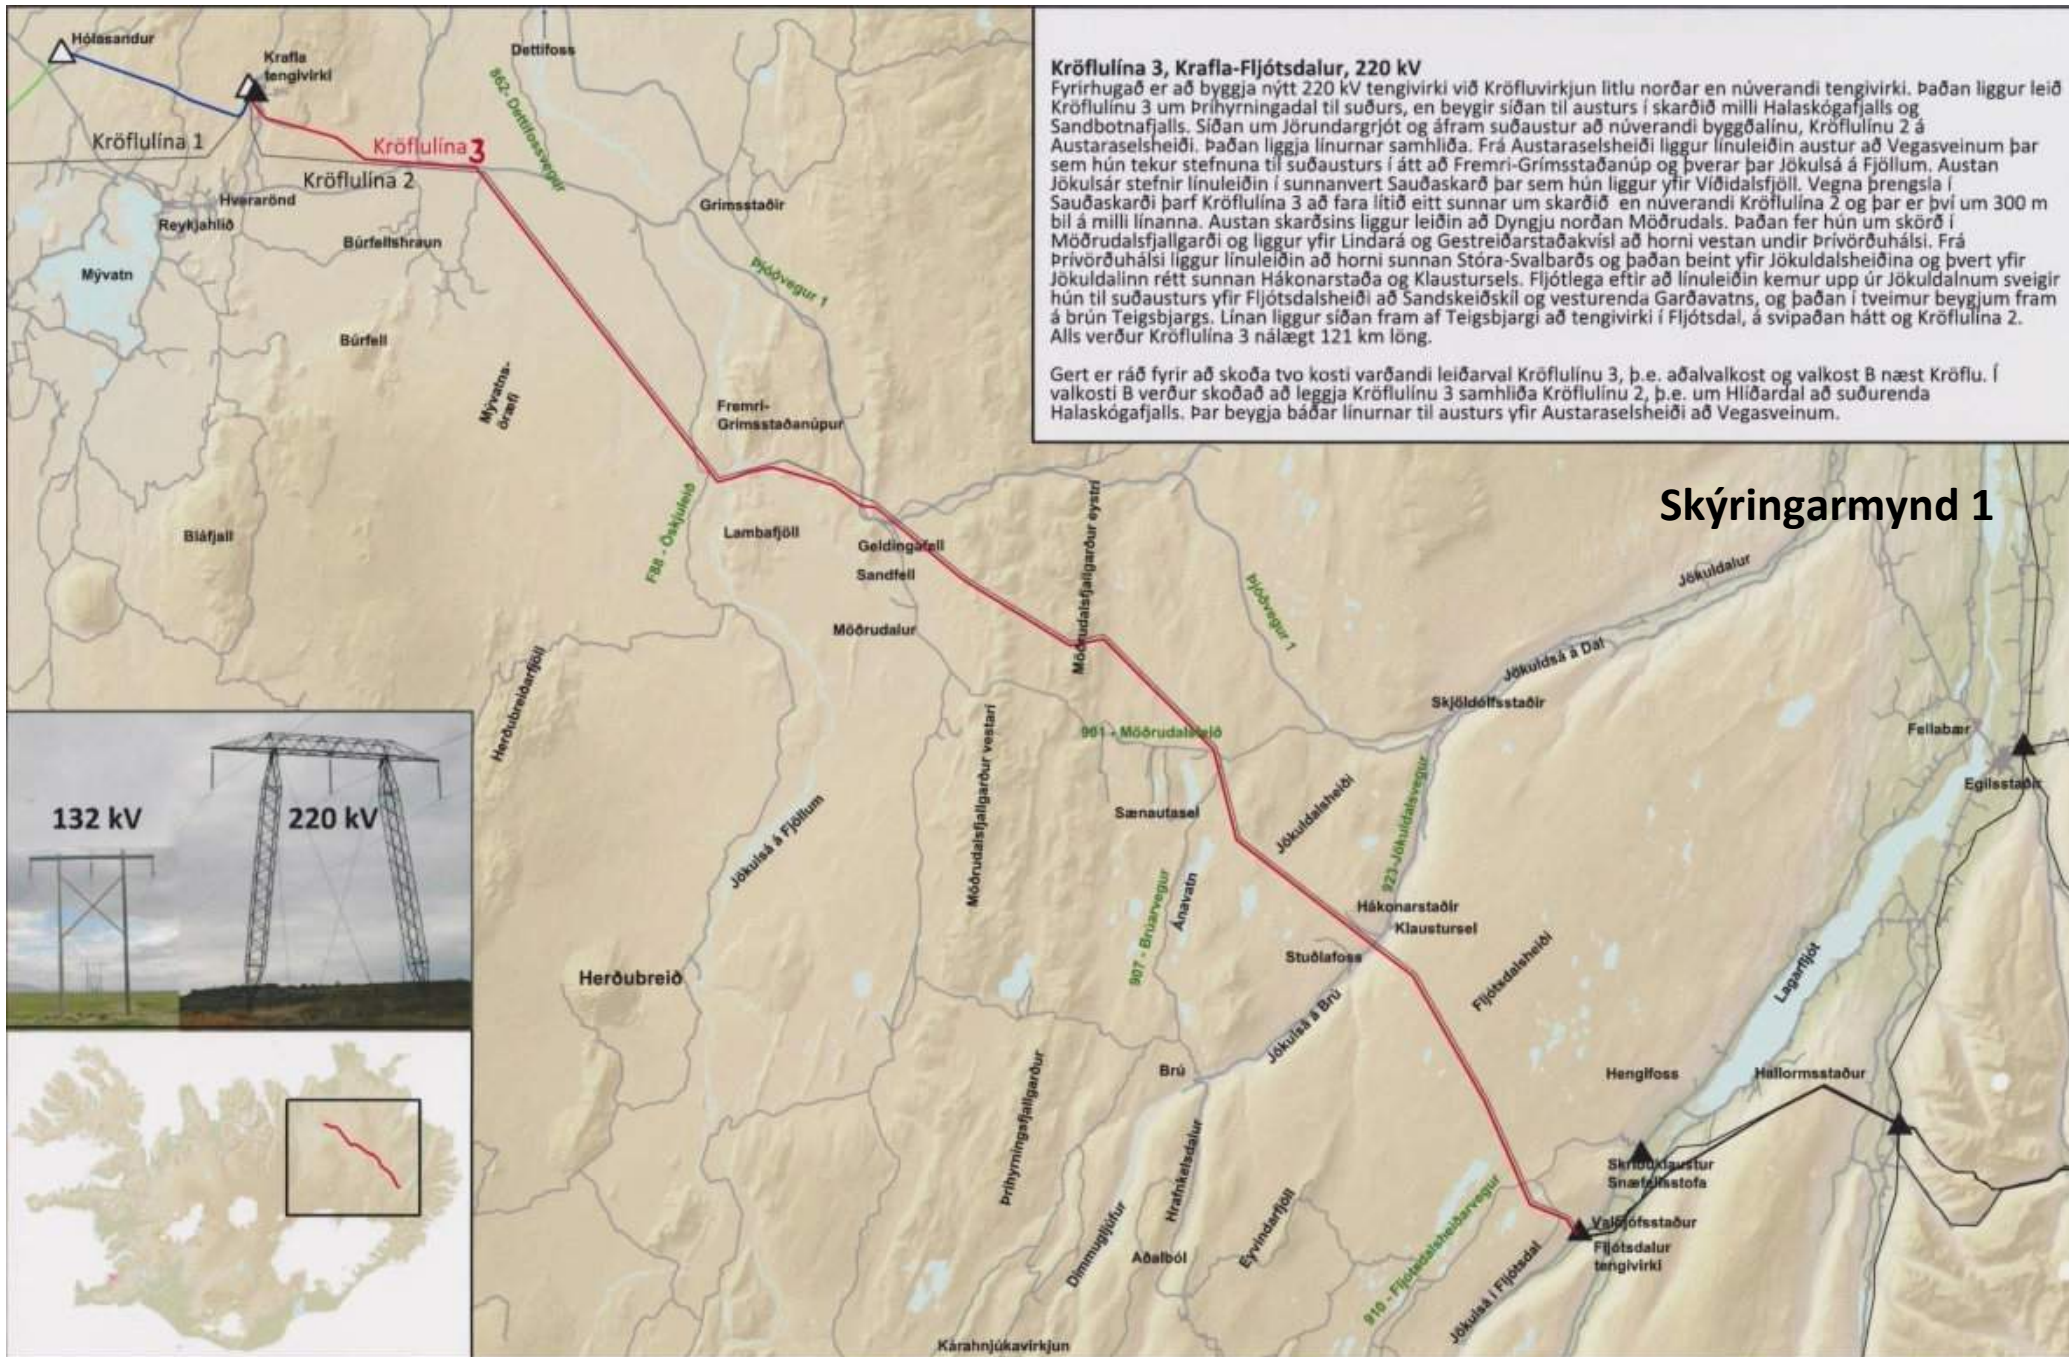 Kröflulína 3, Krafla-Fljótsdalur, 220 kV
Fyrirhugað er að byggja nýtt 220 kV tengivirki við Kröfluvirkjun litlu norðar en núverandi tengivirki. Þaðan liggur leið
Kröflulínu 3 um Þríhyrningadal til suðurs, en beygir síðan til austurs í skarðið milli Halaskógafjalls og
Sandbotnafjalls. Síðan um Jörundargrjót og áfram suðaustur að núverandi byggðalínu, Kröflulínu 2 á
Austaraselsheiði. Þaðan liggja línurnar samhliða. Frá Austaraselsheiði liggur línuleiðin austur að Vegasveinum þar
sem hún tekur stefnuna til suðausturs í átt að Fremri-Grímsstaðanúp og þverar þar Jökulsá á Fjöllum. Austan
Jökulsár stefnir línuleiðin í sunnanvert Sauðaskarð þar sem hún liggur yfir Víðidalsfjöll. Vegna þrengsla í
Sauðaskarði þarf Kröflulína 3 að fara lítið eitt sunnar um skarðið en núverandi Kröflulína 2 og þar er því um 300 m
bil á milli línanna. Austan skarðsins liggur leiðin að Dyngju norðan Möðrudals. Þaðan fer hún um skörð í
Möðrudalsfjallgarði og liggur yfir Lindará og Gestreiðarstaðakvísl að horni vestan undir Þrívörðuhálsi. Frá
Þrívörðuhálsi liggur línuleiðin að horni sunnan Stóra-Svalbarðs og þaðan beint yfir Jökuldalsheiðina og þvert yfir
Jökuldalinn rétt sunnan Hákonarstaða og Klaustursels. Fljótlega eftir að línuleiðin kemur upp úr Jökuldalnum sveigir
hún til suðausturs yfir Fljótsdalsheiði að Sandskeiðskíl og vesturenda Garðavatns, og þaðan í tveimur beygjum fram
á brún Teigsbjargs. Línan liggur síðan fram af Teigsbjargi að tengivirki í Fljótsdal, á svipaðan hátt og Kröflulína 2.
Alls verður Kröflulína 3 nálægt 121 km löng.
Gert er ráð fyrir að skoða tvo kosti varðandi leiðarval Kröflulínu 3, þ.e. aðalvalkost og valkost B næst Kröflu. Í
valkosti B verður skoðað að leggja Kröflulínu 3 samhliða Kröflulínu 2, þ.e. um Hlíðardal að suðurenda
Halaskógafjalls. Þar beygja báðar línurnar til austurs yfir Austaraselsheiði að Vegasveinum.
Skýringarmynd 1
Hólasandur
Krafla
tengivirki
Dettifoss
862- Dettifossvegur
Kröflulína 1
Kröflulína 3
Kröflulína 2
Hverarönd
Reykjahlíð
Grímsstaðir
Búrfellshraun
Mývatn
Þjóðvegur 1
Búrfell
Mývatns-
öræfi
Fremri-
Grímsstaðanúpur
Bláfjall
F88 - Öskjuleið
Lambafjöll
Geldingafell
Sandfell
Möðrudalur
Möðrudalsfjallgarður eystri
Þjóðvegur 1
Jökuldalur
Jökuldsá á Dal
Skjöldólfsstaðir
Herðubreiðarfjöll
Möðrudalsfjallgarður vestari
901 - Möðrudalsleið
Fellabær
Egilsstaðir
132 kV
220 kV
Sænautasel
Jökuldalsheiði
923-Jökuldalsvegur
Jökulsá á Fjöllum
Ánavatn
907 - Brúarvegur
Hákonarstaðir
Klaustursel
Stuðlafoss
Fljótsdalsheiði
Lagarfljót
Herðubreið
Jökulsá á Brú
Brú
Hengifoss
Hallormsstaður
Þríhyrningsfjallgarður
Hrafnkelsdalur
Skriðuklaustur
Snæfellsstofa
Dimmugljúfur
Aðalból
Eyvindarfjöll
910 - Fljótsdalsheiðarvegur
Valþjófsstaður
Fljótsdalur
tengivirki
Jökulsá í Fljótsdal
Kárahnjúkavirkjun